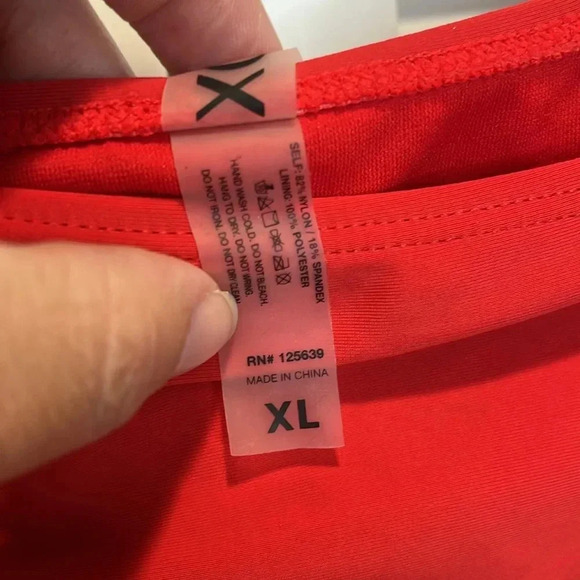 XO
SELF: 82% NYLON / 18% SPANDEX
LINING: 100% POLYESTER
HAND WASH COLD. DO NOT BLEACH.
HANG TO DRY. DO NOT WRING.
DO NOT IRON. DO NOT DRY CLEAN.
RN# 125639
MADE IN CHINA
XL